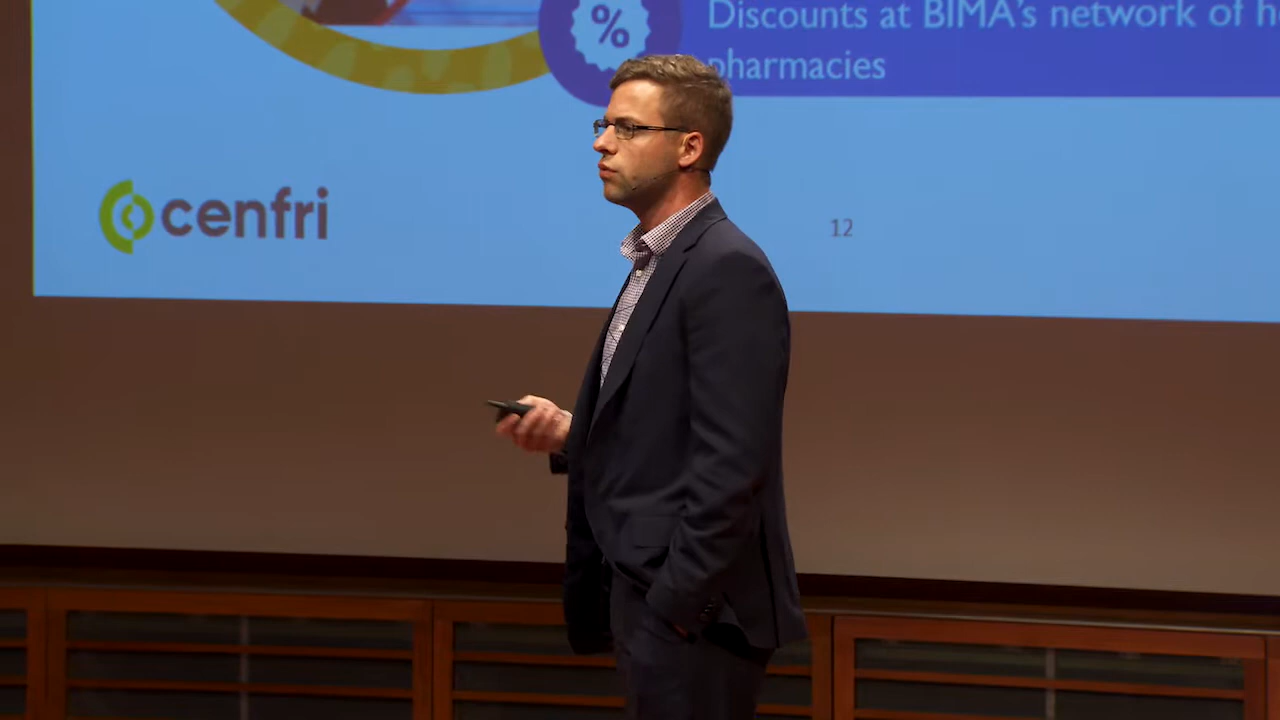 %
Discounts at BIMA's network of h
pharmacies
cenfri
12